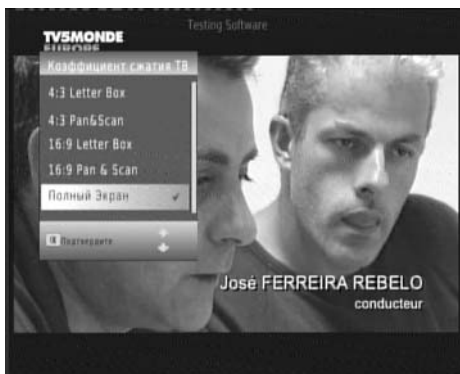 Testing Software
TV5MONDE
EUROPE
Коэффициент сжатия ТВ
4:3 Letter Box
4:3 Pan&Scan
16:9 Letter Box
16:9 Pan & Scan
Полный Экран
Подтвердите
José FERREIRA REBELO
conducteur